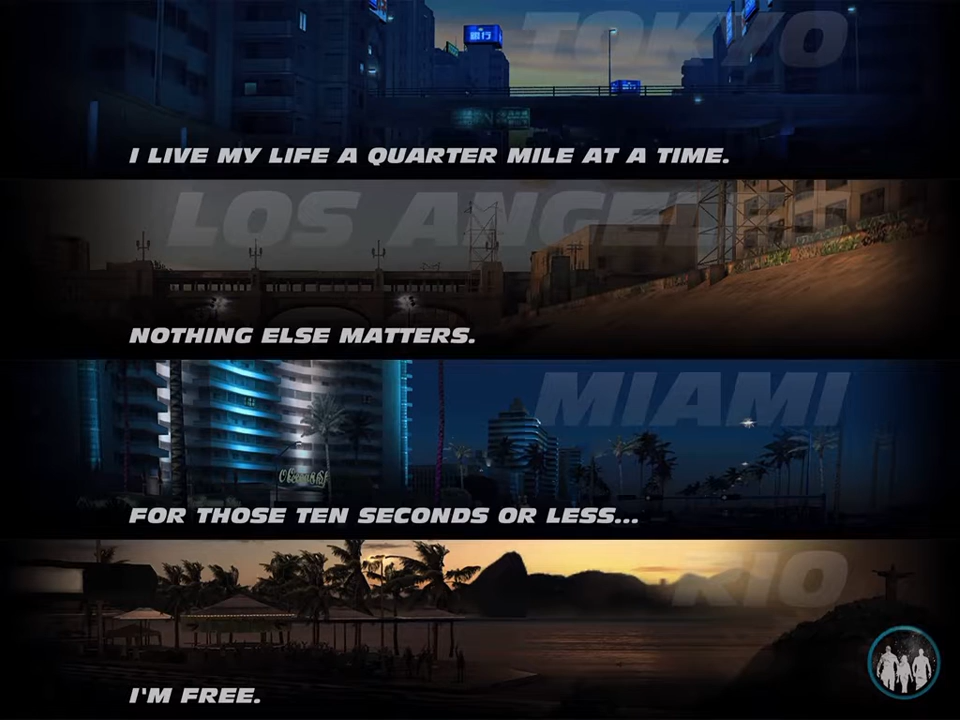 TOKYO
I LIVE MY LIFE A QUARTER MILE AT A TIME.
LOS ANGELES
NOTHING ELSE MATTERS.
MIAMI
FOR THOSE TEN SECONDS OR LESS...
RIO
I'M FREE.